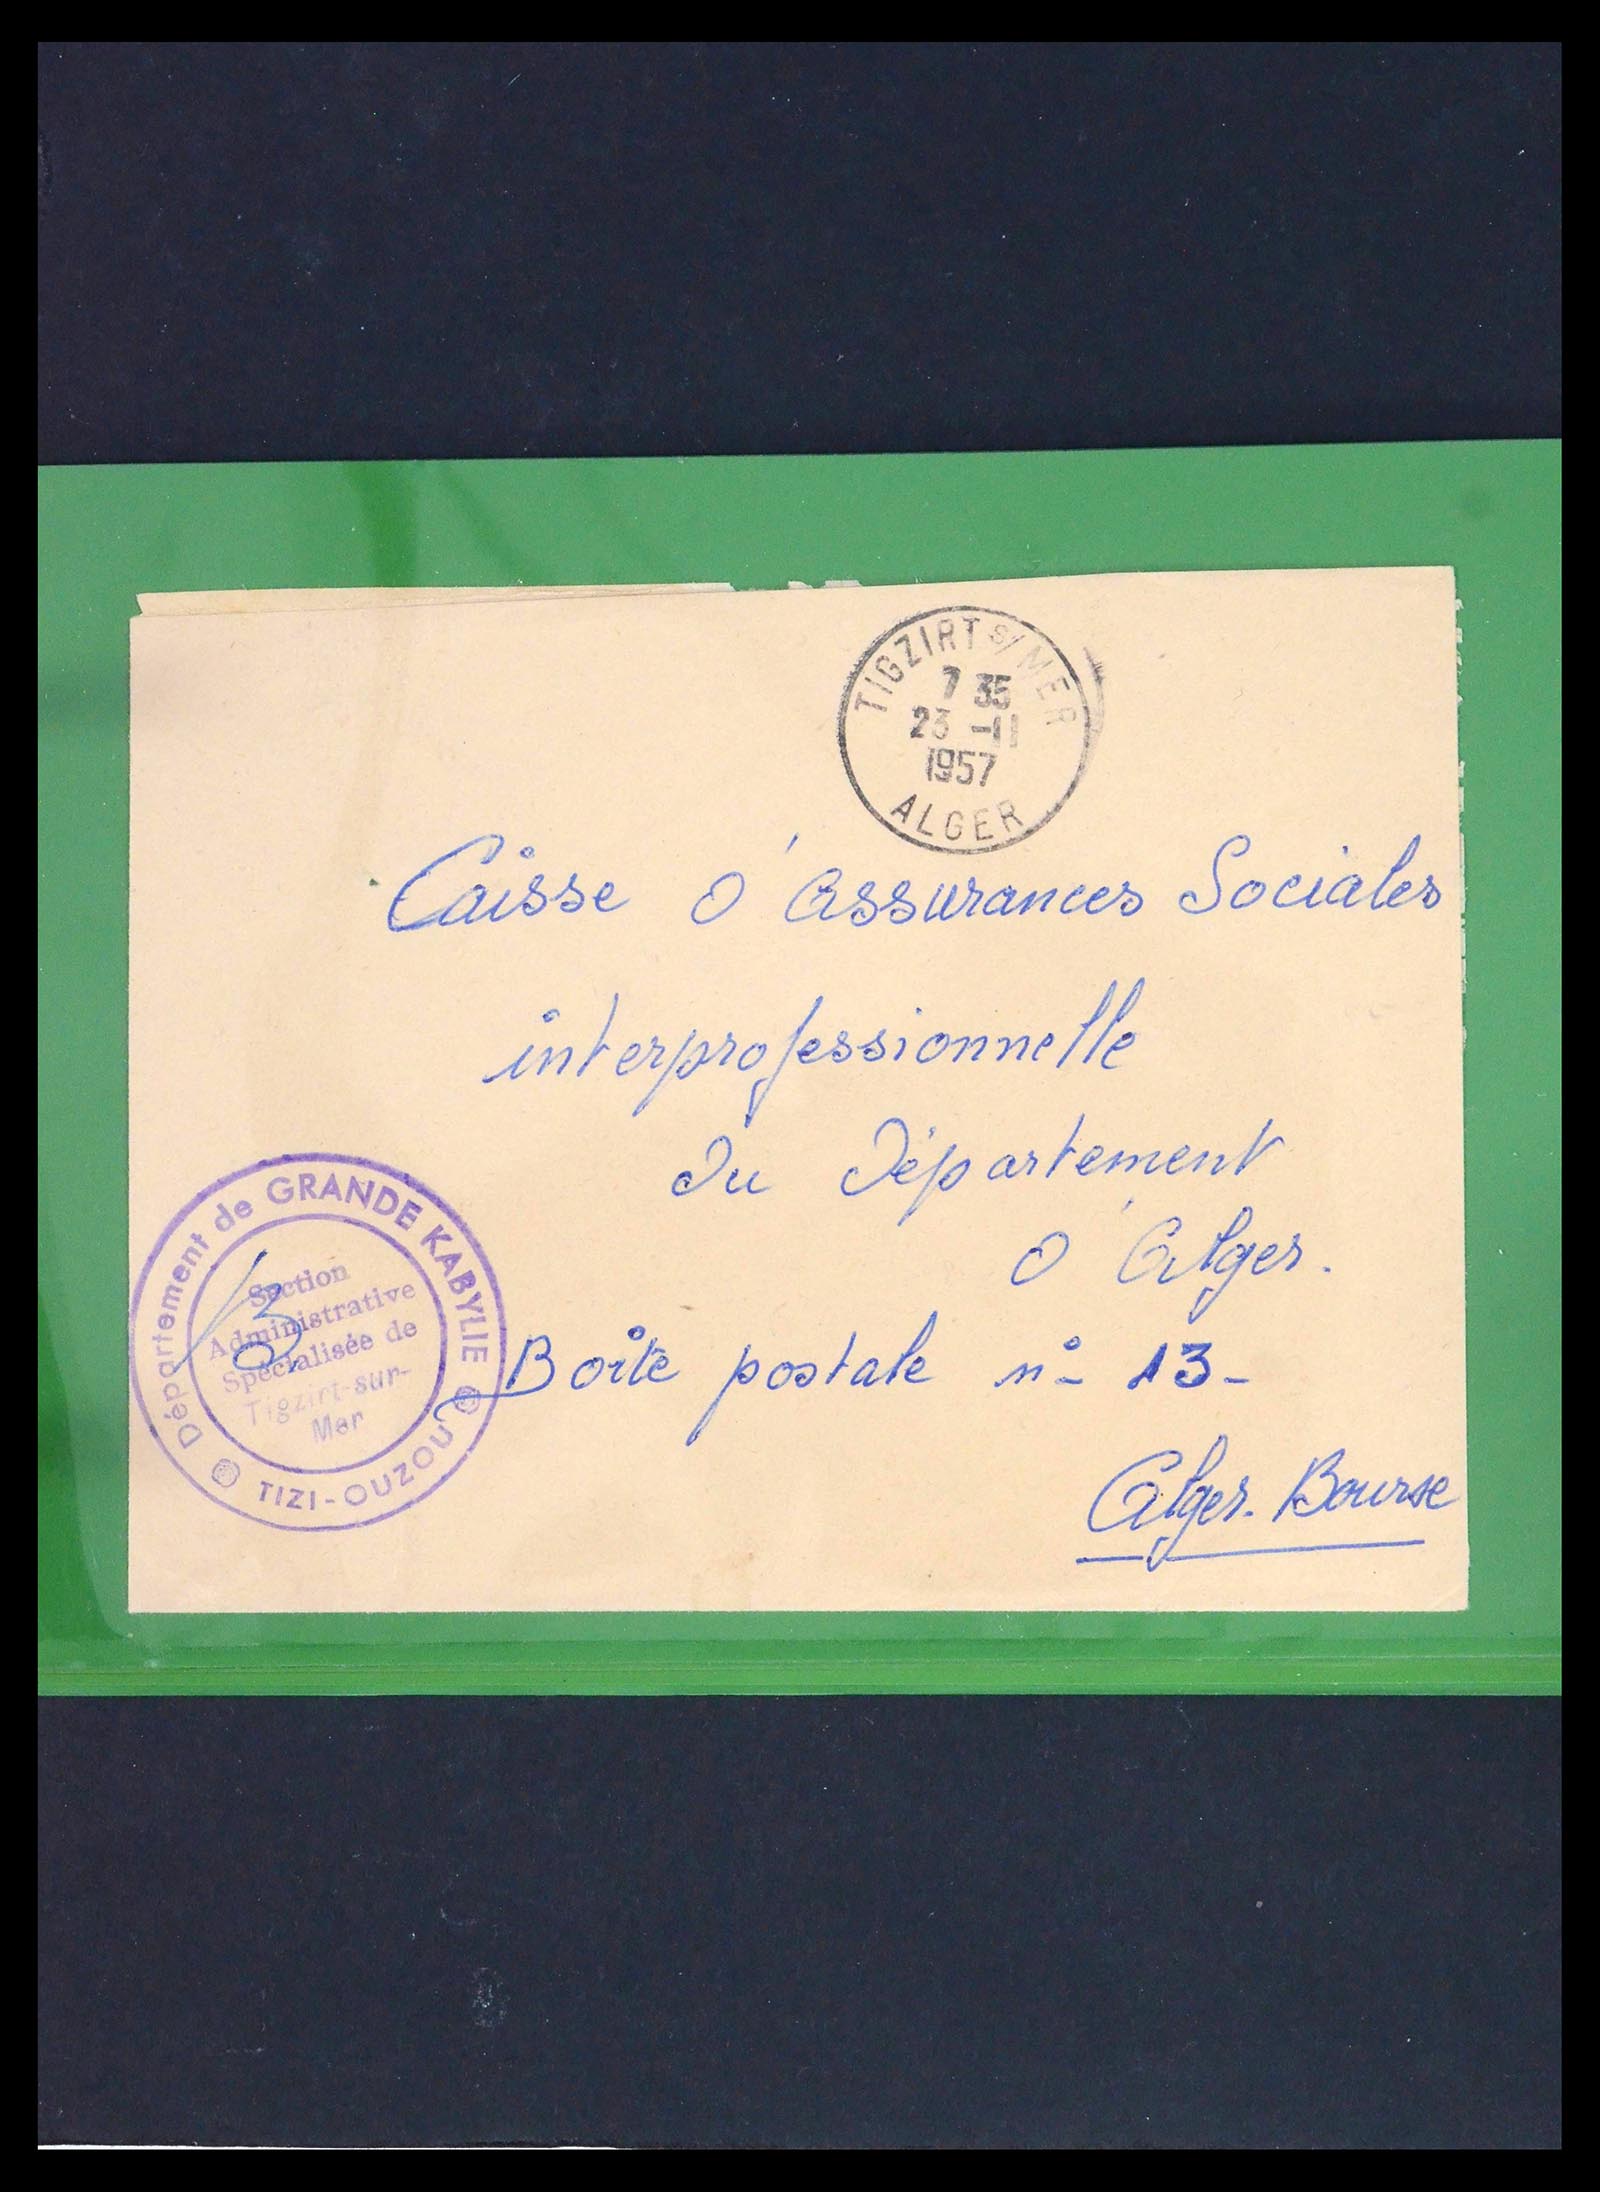 TIGZIRT S/ MER
7 35
23 -11
1957
ALGER
Caisse d'Assurances Sociales
interprofessionnelle
du Département
d'Alger.
Boîte postale n° 13-
Alger. Bourse
Département de GRANDE KABYLIE
Section
Administrative
Spécialisée de
Tigzirt-sur-
Mer
TIZI-OUZOU